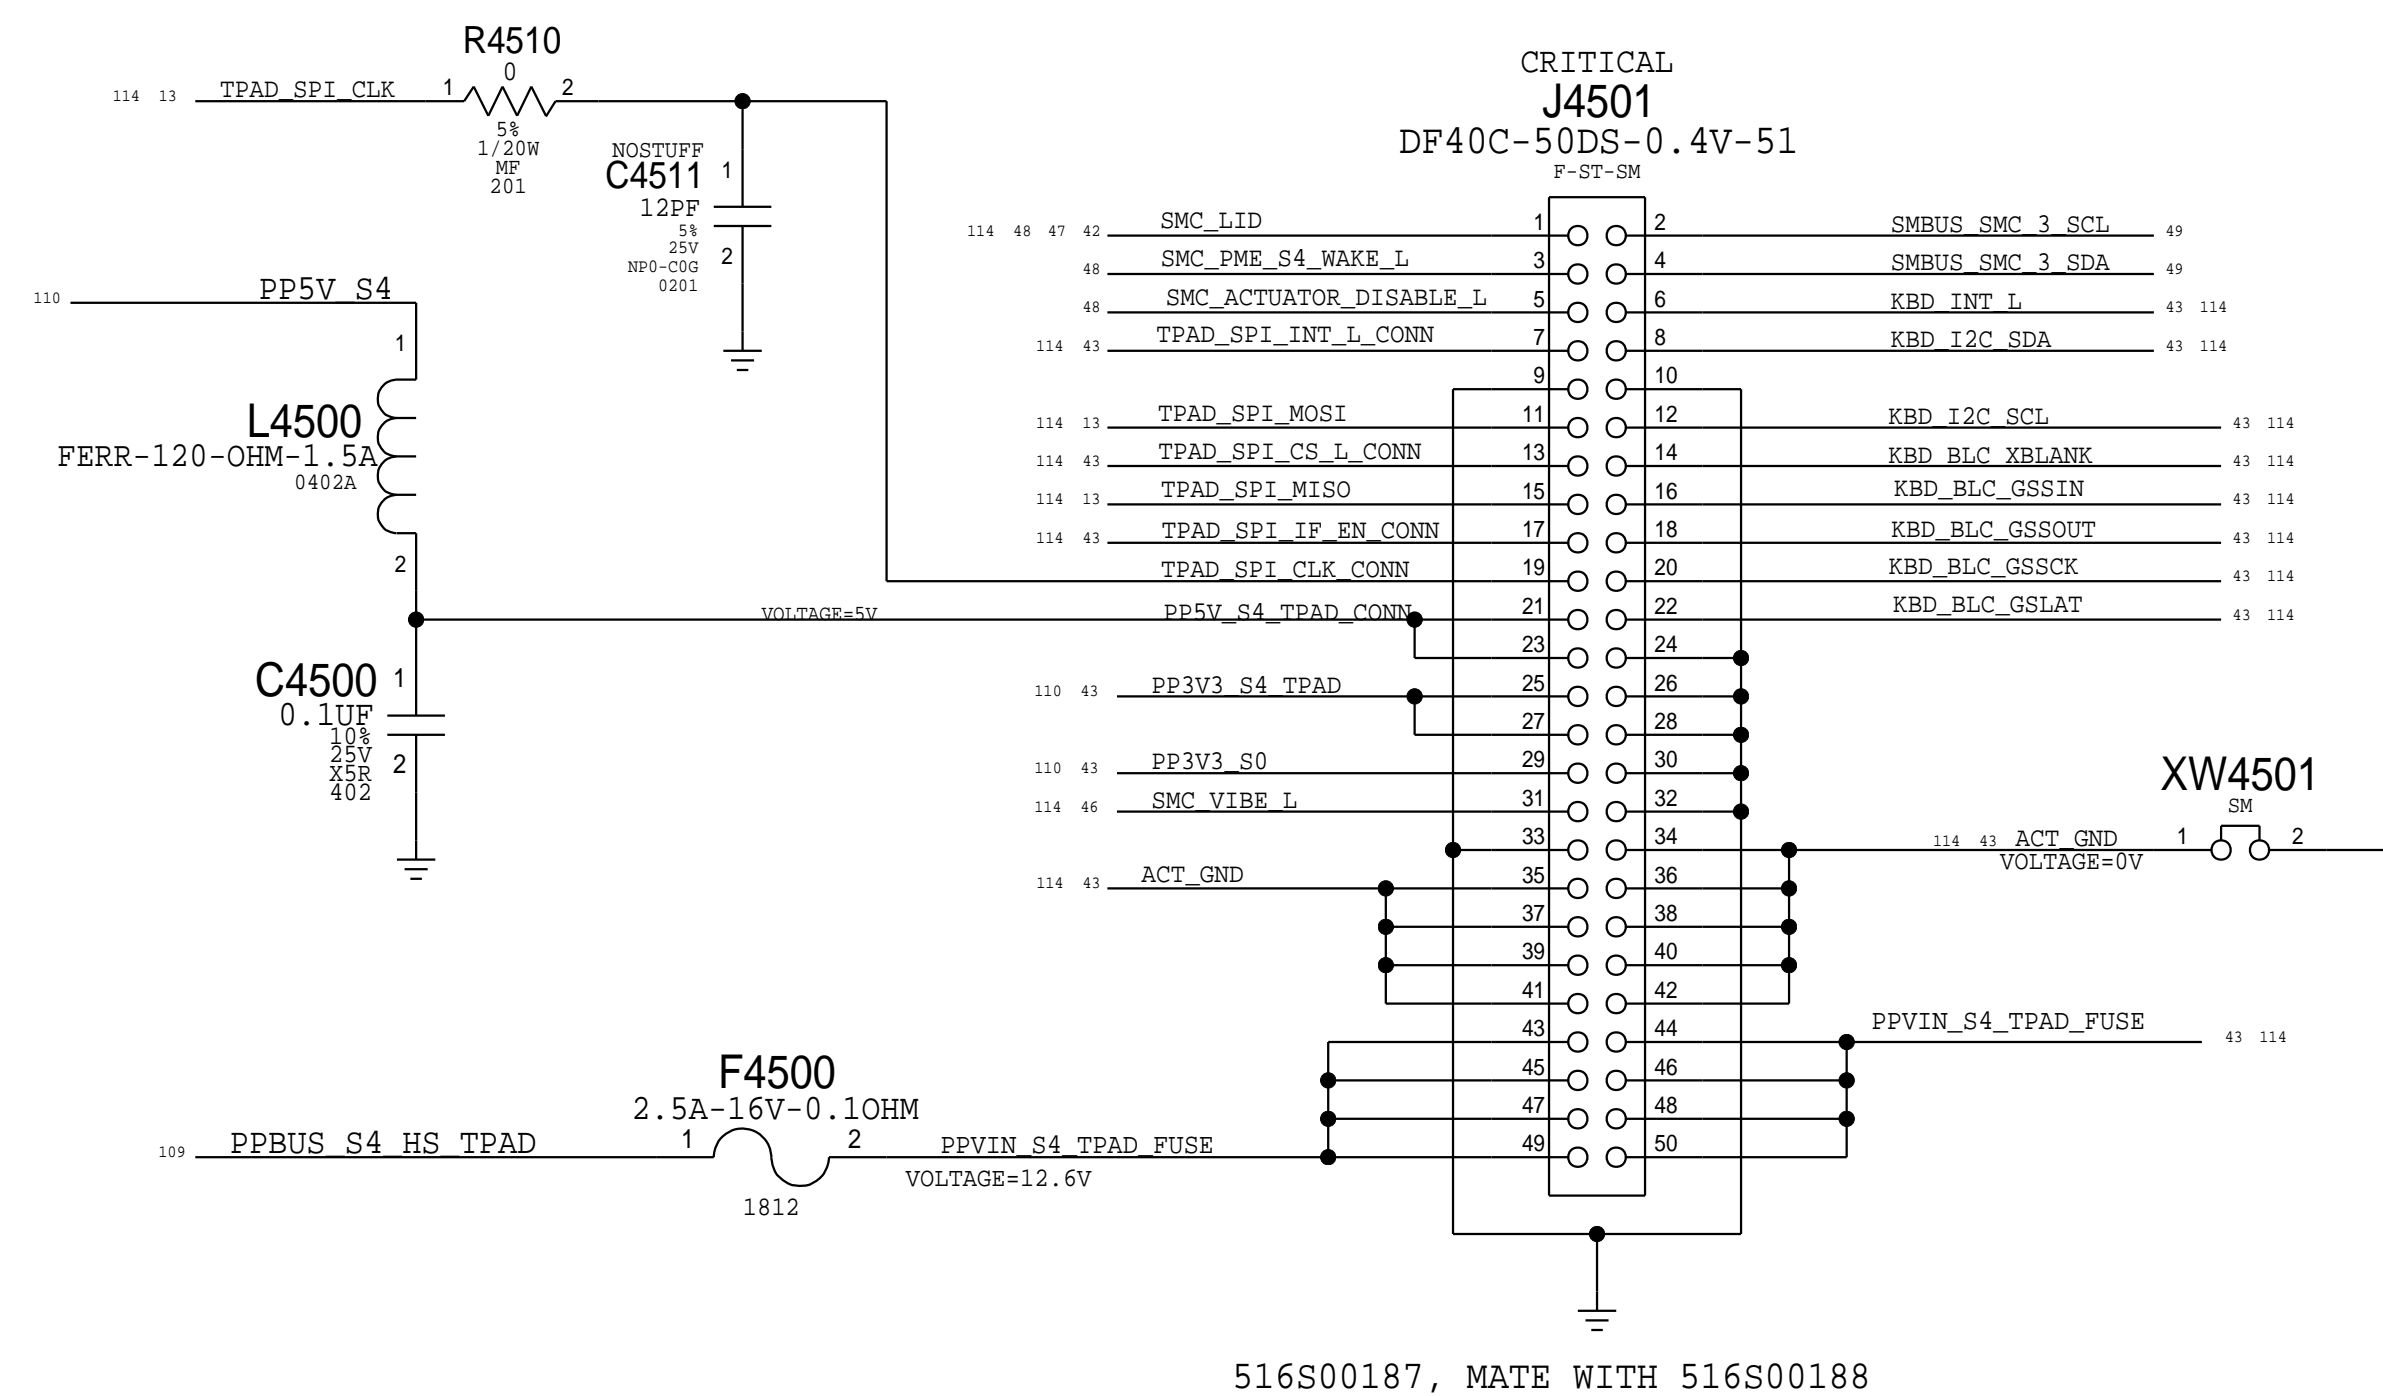 R4510
0
114 13 TPAD_SPI_CLK 1 2
5%
1/20W
MF
201
NOSTUFF
C4511 1
12PF
5%
25V
NP0-C0G
0201
2
110 PP5V_S4
1
L4500
FERR-120-OHM-1.5A
0402A
2
VOLTAGE=5V
C4500 1
0.1UF
10%
25V
X5R
402
2
CRITICAL
J4501
DF40C-50DS-0.4V-51
F-ST-SM
114 48 47 42 SMC_LID 1 2 SMBUS_SMC_3_SCL 49
48 SMC_PME_S4_WAKE_L 3 4 SMBUS_SMC_3_SDA 49
48 SMC_ACTUATOR_DISABLE_L 5 6 KBD_INT_L 43 114
114 43 TPAD_SPI_INT_L_CONN 7 8 KBD_I2C_SDA 43 114
9 10
114 13 TPAD_SPI_MOSI 11 12 KBD_I2C_SCL 43 114
114 43 TPAD_SPI_CS_L_CONN 13 14 KBD_BLC_XBLANK 43 114
114 13 TPAD_SPI_MISO 15 16 KBD_BLC_GSSIN 43 114
114 43 TPAD_SPI_IF_EN_CONN 17 18 KBD_BLC_GSSOUT 43 114
TPAD_SPI_CLK_CONN 19 20 KBD_BLC_GSSCK 43 114
PP5V_S4_TPAD_CONN 21 22 KBD_BLC_GSLAT 43 114
23 24
110 43 PP3V3_S4_TPAD 25 26
27 28
110 43 PP3V3_S0 29 30
114 46 SMC_VIBE_L 31 32
33 34 114 43 ACT_GND 1 2
VOLTAGE=0V
XW4501
SM
114 43 ACT_GND 35 36
37 38
39 40
41 42
43 44 PPVIN_S4_TPAD_FUSE 43 114
45 46
47 48
49 50
F4500
2.5A-16V-0.1OHM
109 PPBUS_S4_HS_TPAD 1 2 PPVIN_S4_TPAD_FUSE
VOLTAGE=12.6V
1812
516S00187, MATE WITH 516S00188